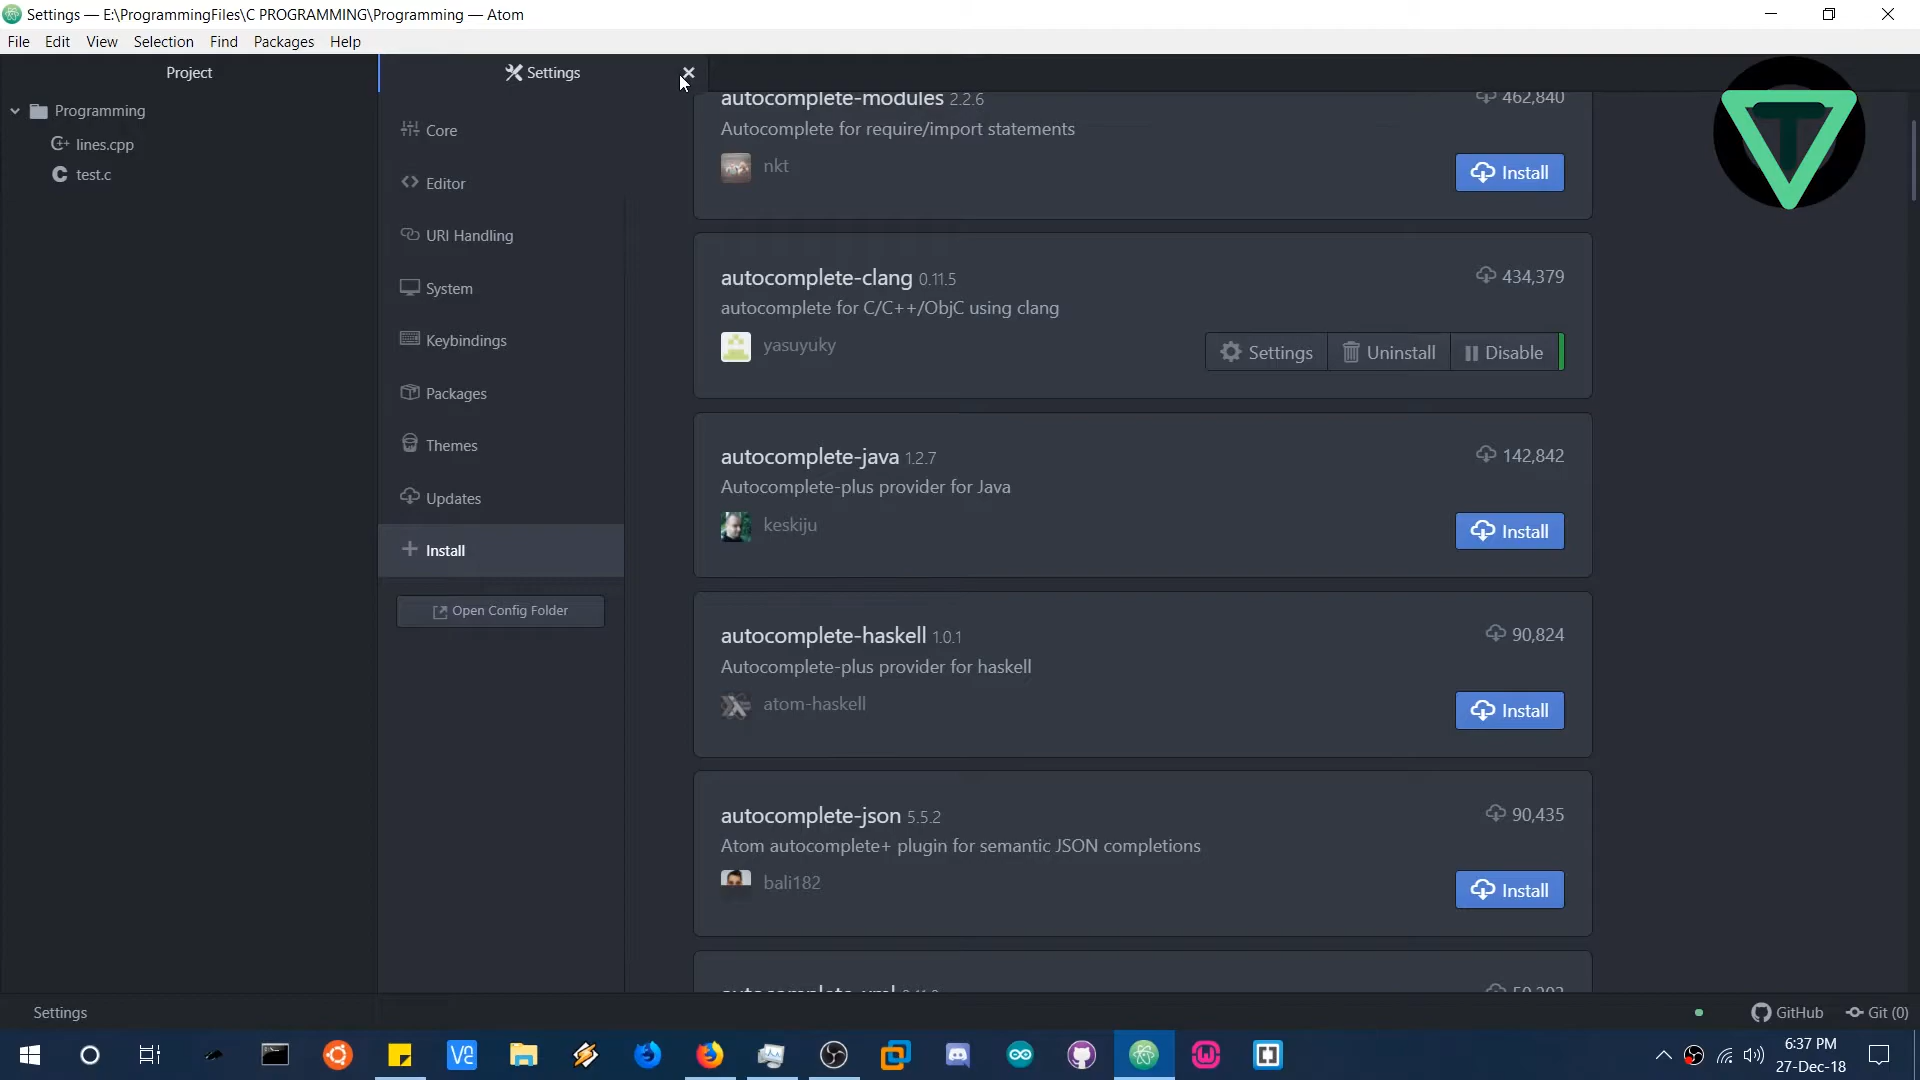 Settings — E:\ProgrammingFiles\C PROGRAMMING\Programming — Atom
File Edit View Selection Find Packages Help
Project
Settings
Programming
lines.cpp
test.c
Core
Editor
URI Handling
System
Keybindings
Packages
Themes
Updates
Install
Open Config Folder
autocomplete-modules 2.2.6 462,840
Autocomplete for require/import statements
nkt
Install
autocomplete-clang 0.11.5 434,379
autocomplete for C/C++/ObjC using clang
yasuyuky
Settings Uninstall Disable
autocomplete-java 1.2.7 142,842
Autocomplete-plus provider for Java
keskiju
Install
autocomplete-haskell 1.0.1 90,824
Autocomplete-plus provider for haskell
atom-haskell
Install
autocomplete-json 5.5.2 90,435
Atom autocomplete+ plugin for semantic JSON completions
bali182
Install
Settings
GitHub Git (0)
6:37 PM
27-Dec-18